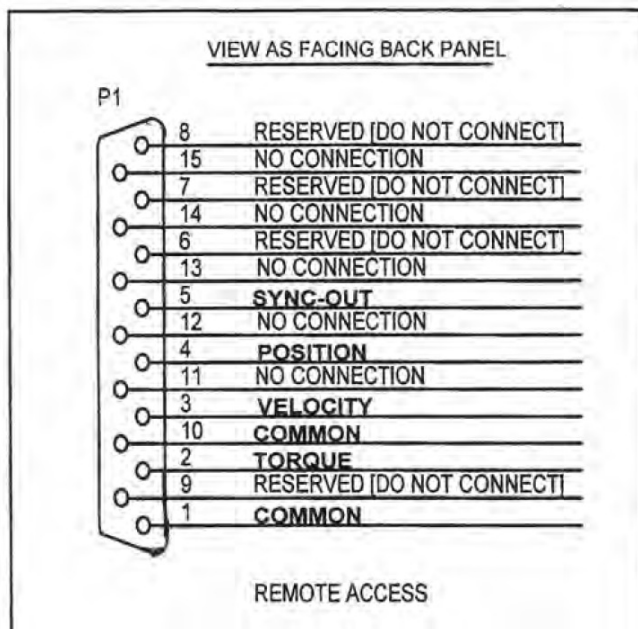 VIEW AS FACING BACK PANEL
P1
8 RESERVED [DO NOT CONNECT]
15 NO CONNECTION
7 RESERVED [DO NOT CONNECT]
14 NO CONNECTION
6 RESERVED [DO NOT CONNECT]
13 NO CONNECTION
5 SYNC-OUT
12 NO CONNECTION
4 POSITION
11 NO CONNECTION
3 VELOCITY
10 COMMON
2 TORQUE
9 RESERVED [DO NOT CONNECT]
1 COMMON
REMOTE ACCESS